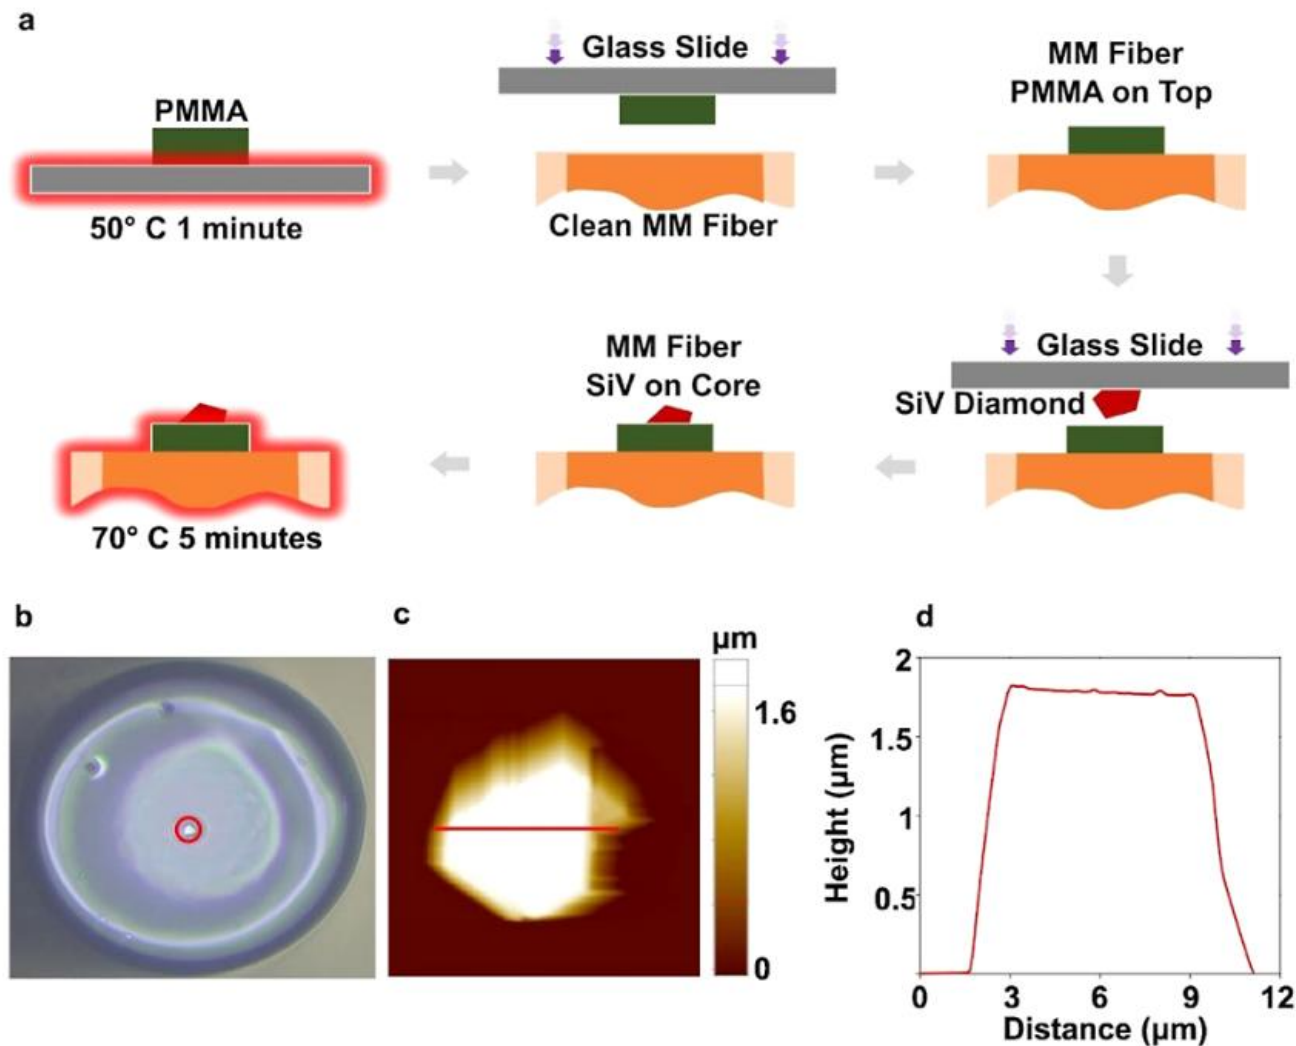 a
PMMA
50° C 1 minute
Glass Slide
Clean MM Fiber
MM Fiber
PMMA on Top
Glass Slide
SiV Diamond
MM Fiber
SiV on Core
70° C 5 minutes
b
c
µm
1.6
0
d
2
1.5
1
0.5
Height (µm)
0 3 6 9 12
Distance (µm)